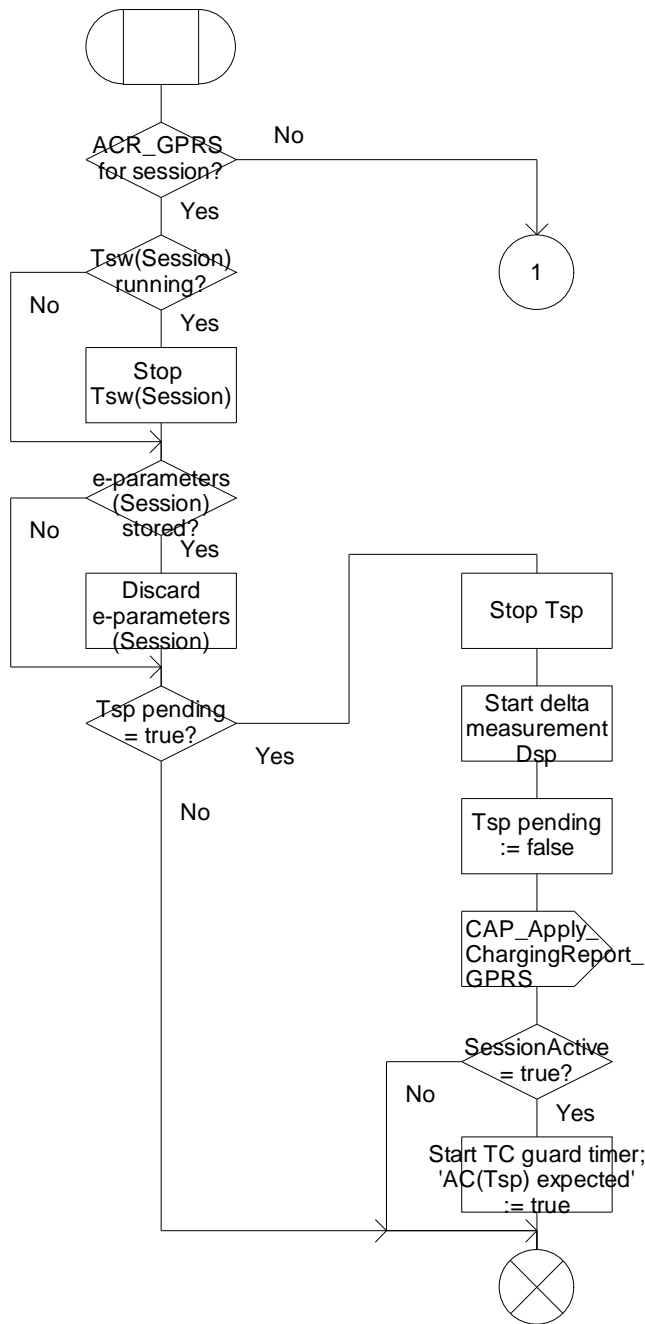 ACR_GPRS
for session?
No
Yes
1
Tsw(Session)
running?
No
Yes
Stop
Tsw(Session)
e-parameters
(Session)
stored?
No
Yes
Discard
e-parameters
(Session)
Tsp pending
= true?
Yes
No
Stop Tsp
Start delta
measurement
Dsp
Tsp pending
:= false
CAP_Apply_
ChargingReport_
GPRS
SessionActive
= true?
No
Yes
Start TC guard timer;
'AC(Tsp) expected'
:= true